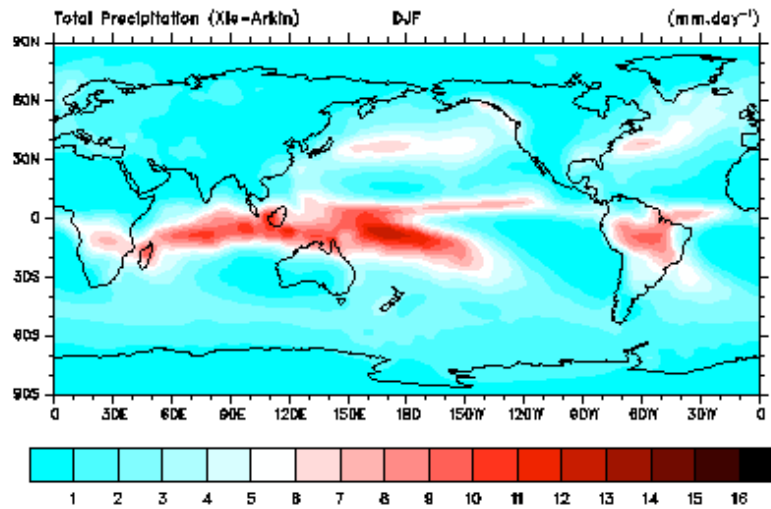 Total Precipitation (Xie-Arkin) DJF (mm.day⁻¹)
90N
60N
30N
0
30S
60S
90S
0 30E 60E 90E 120E 150E 180 150W 120W 90W 60W 30W 0
1 2 3 4 5 6 7 8 9 10 11 12 13 14 15 16